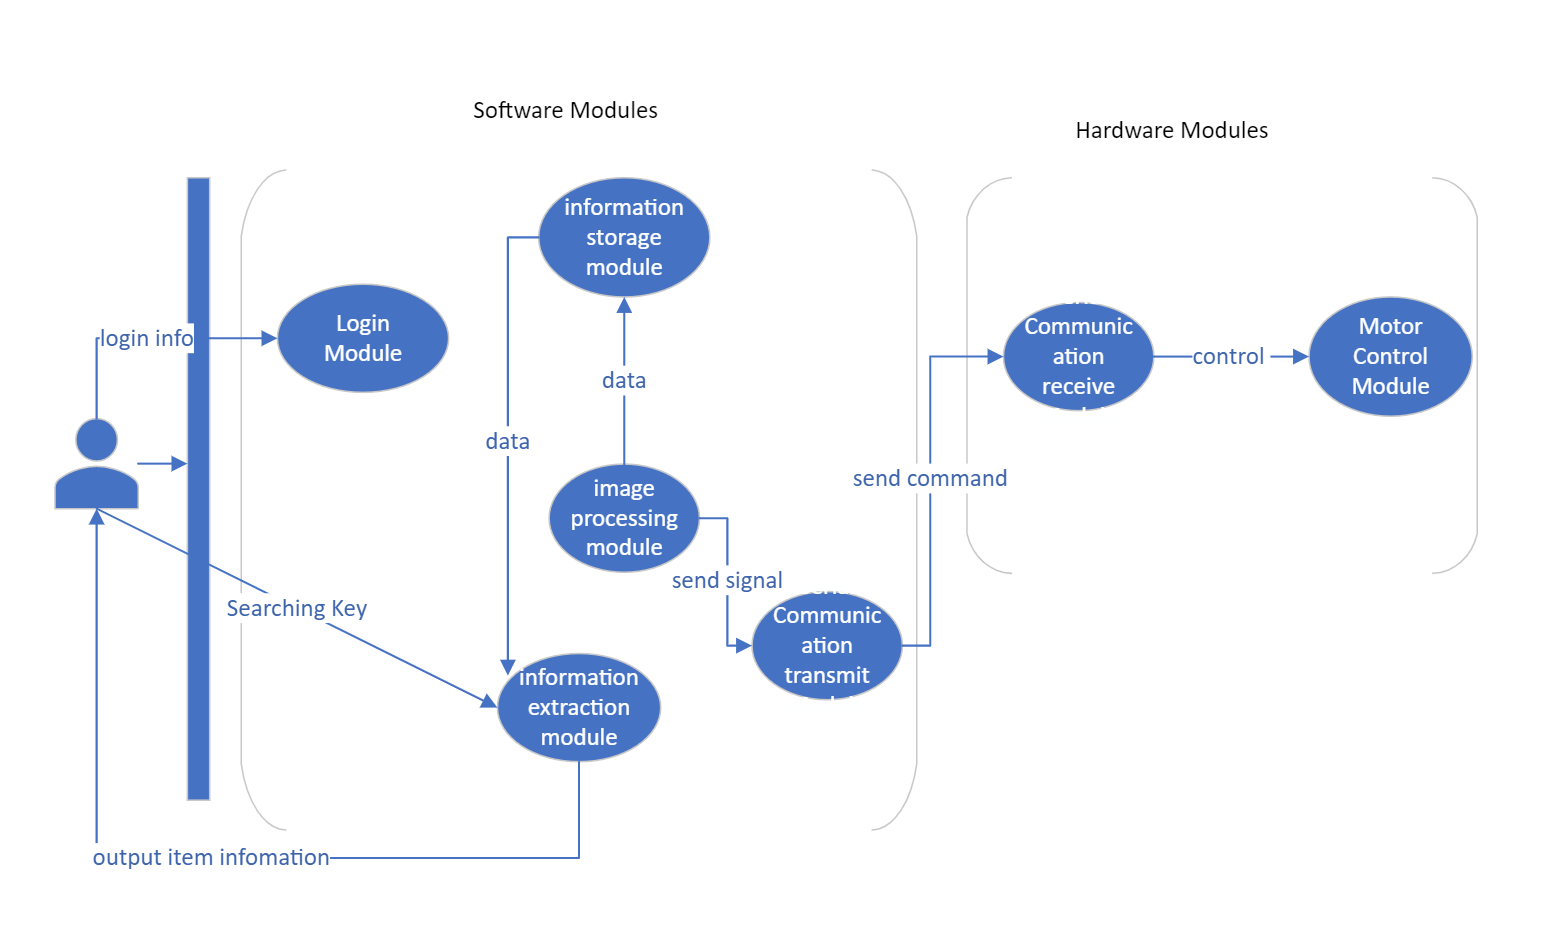 Software Modules
Hardware Modules
information
storage
module
Login
Module
login info
data
data
image
processing
module
send signal
Communic
ation
transmit
Searching Key
information
extraction
module
output item infomation
send command
Communic
ation
receive
control
Motor
Control
Module